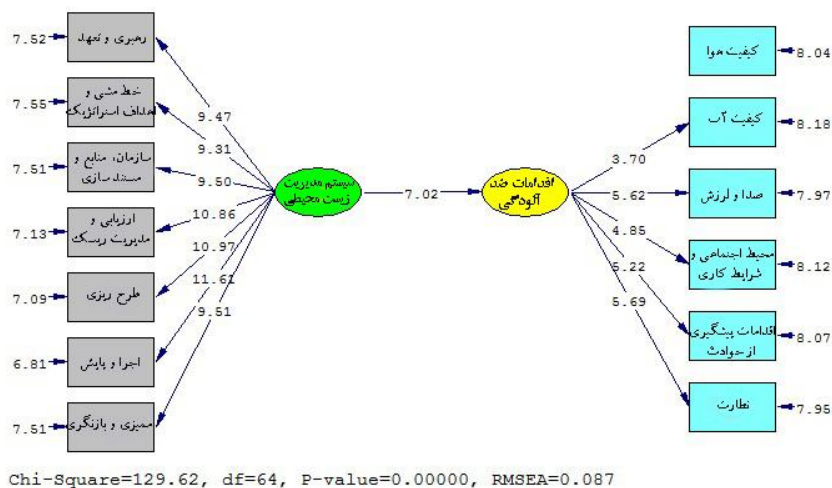 7.52
رهبری و تعهد
7.55
خط مشی و
اهداف استراتژیک
7.51
سازمان، منابع و
مستند سازی
7.13
ارزیابی و
مدیریت ریسک
7.09
طرح ریزی
6.81
اجرا و پایش
7.51
ممیزی و بازنگری
9.47
9.31
9.50
10.86
10.97
11.61
9.51
سیستم مدیریت
زیست محیطی
7.02
اقدامات ضد
آلودگی
3.70
5.62
4.85
5.22
5.69
کیفیت هوا
8.04
کیفیت آب
8.18
صدا و لرزش
7.97
محیط اجتماعی و
شرایط کاری
8.12
اقدامات پیشگیری
از حوادث
8.07
نظارت
7.95
Chi-Square=129.62, df=64, P-value=0.00000, RMSEA=0.087